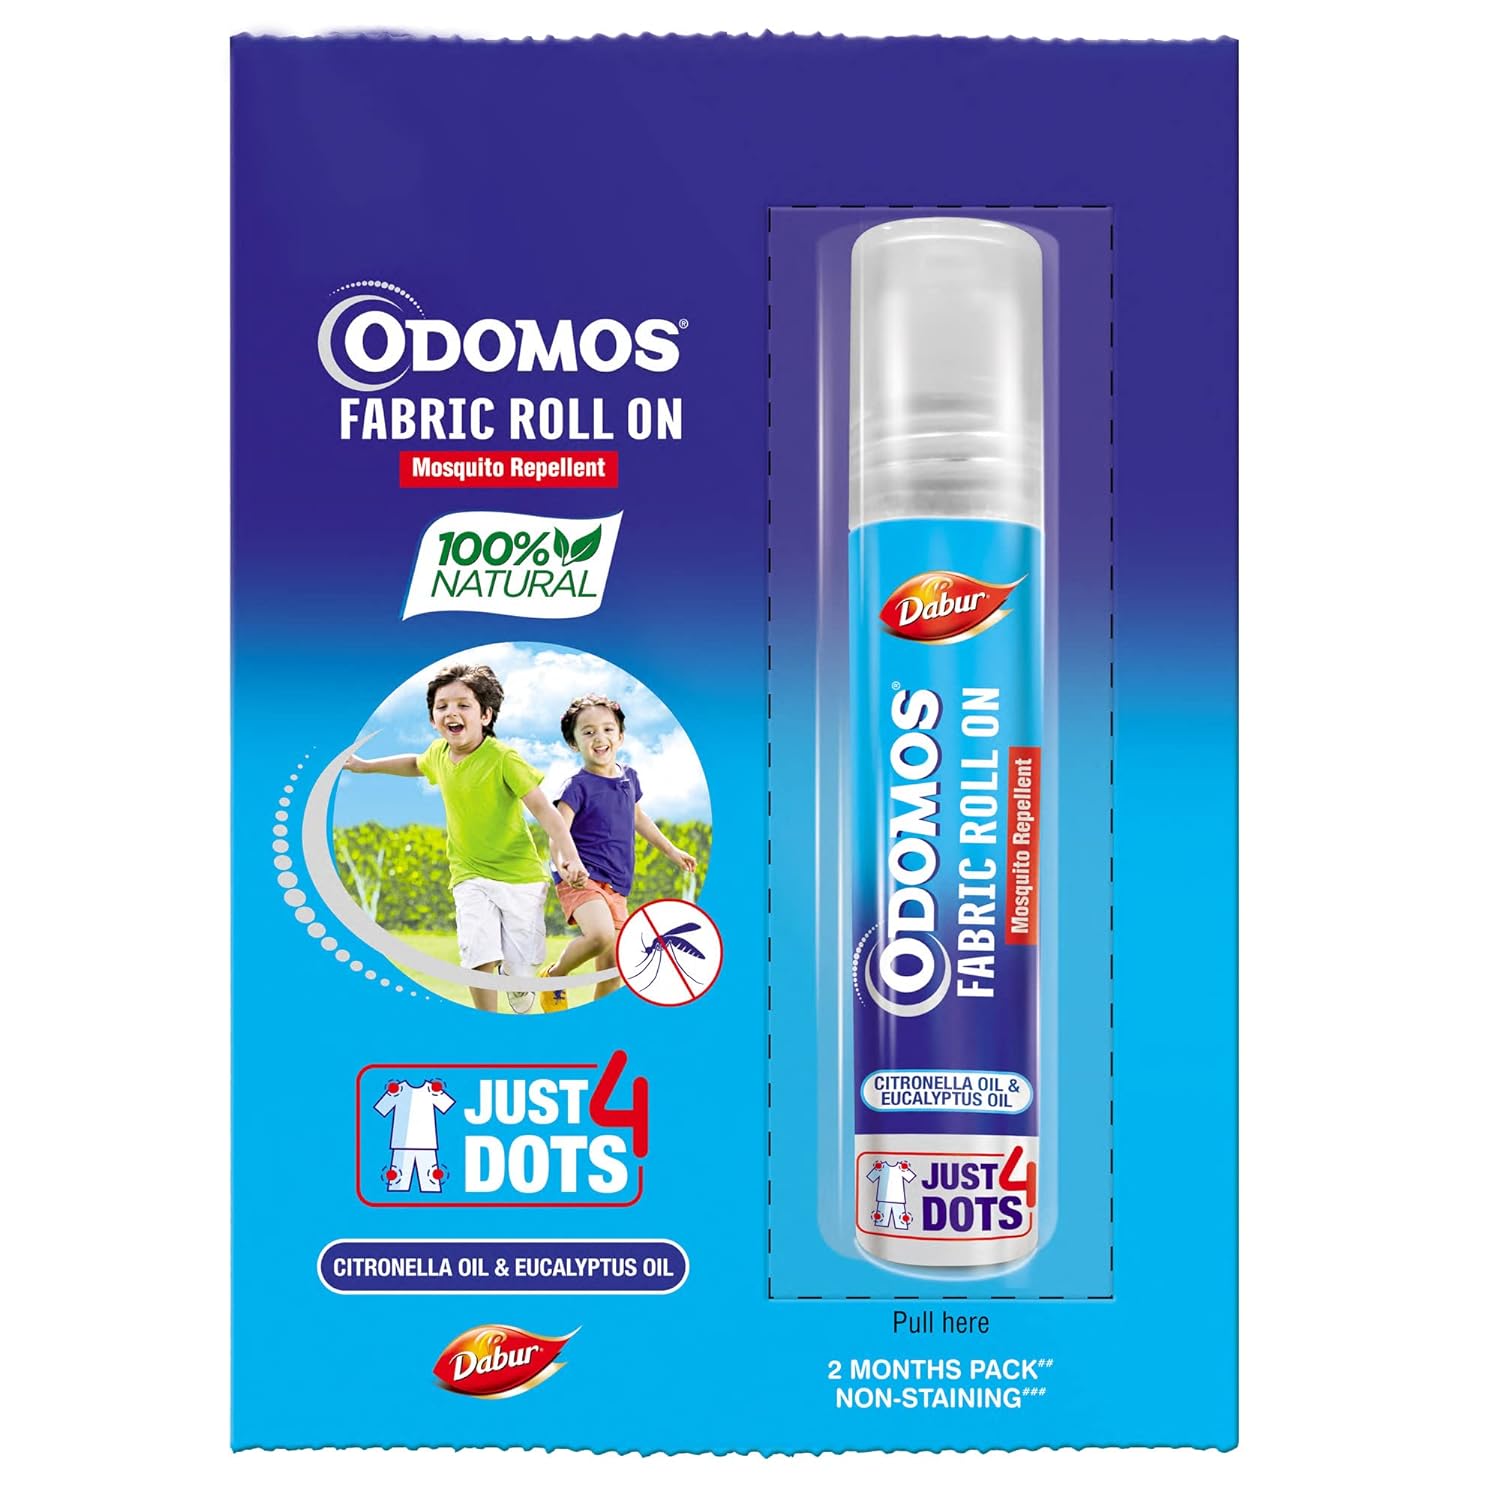 ODOMOS®
FABRIC ROLL ON
Mosquito Repellent
100%
NATURAL
JUST 4
DOTS
CITRONELLA OIL & EUCALYPTUS OIL
Dabur
Dabur
ODOMOS®
FABRIC ROLL ON
Mosquito Repellent
CITRONELLA OIL &
EUCALYPTUS OIL
JUST 4
DOTS
Pull here
2 MONTHS PACK##
NON-STAINING###